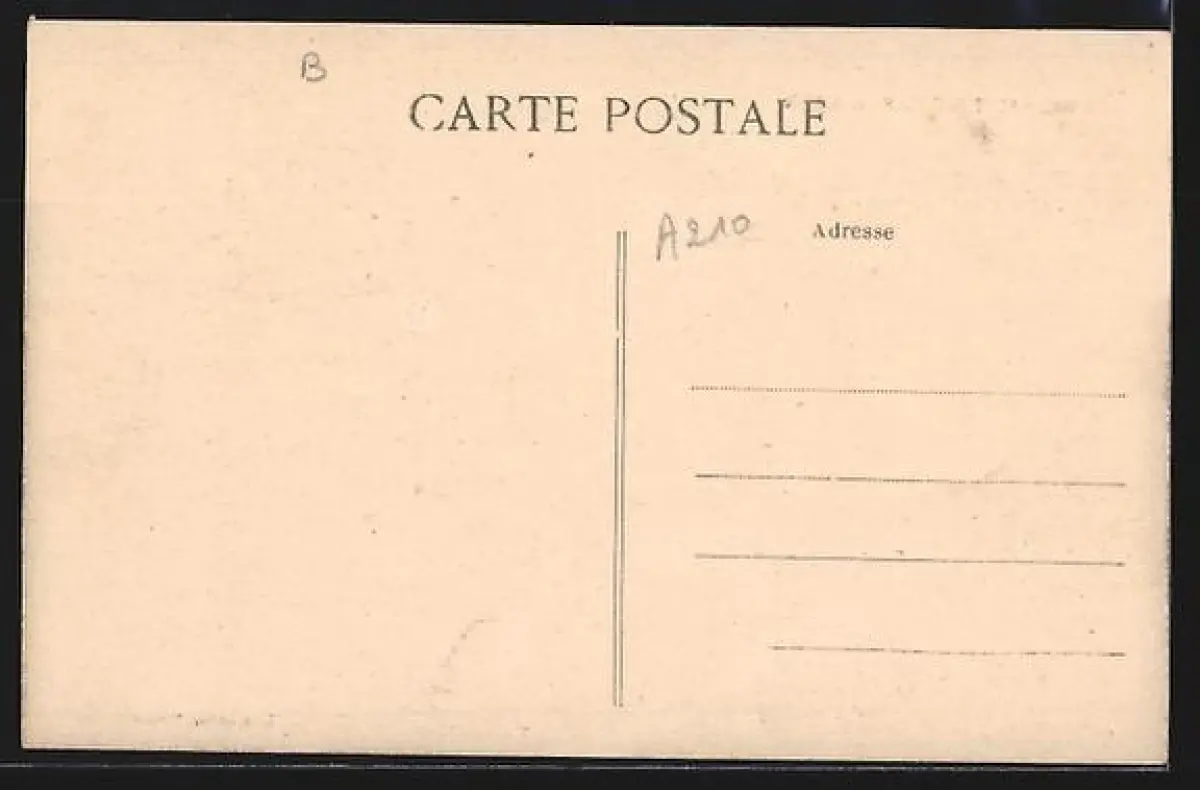 B
CARTE POSTALE
A210
Adresse